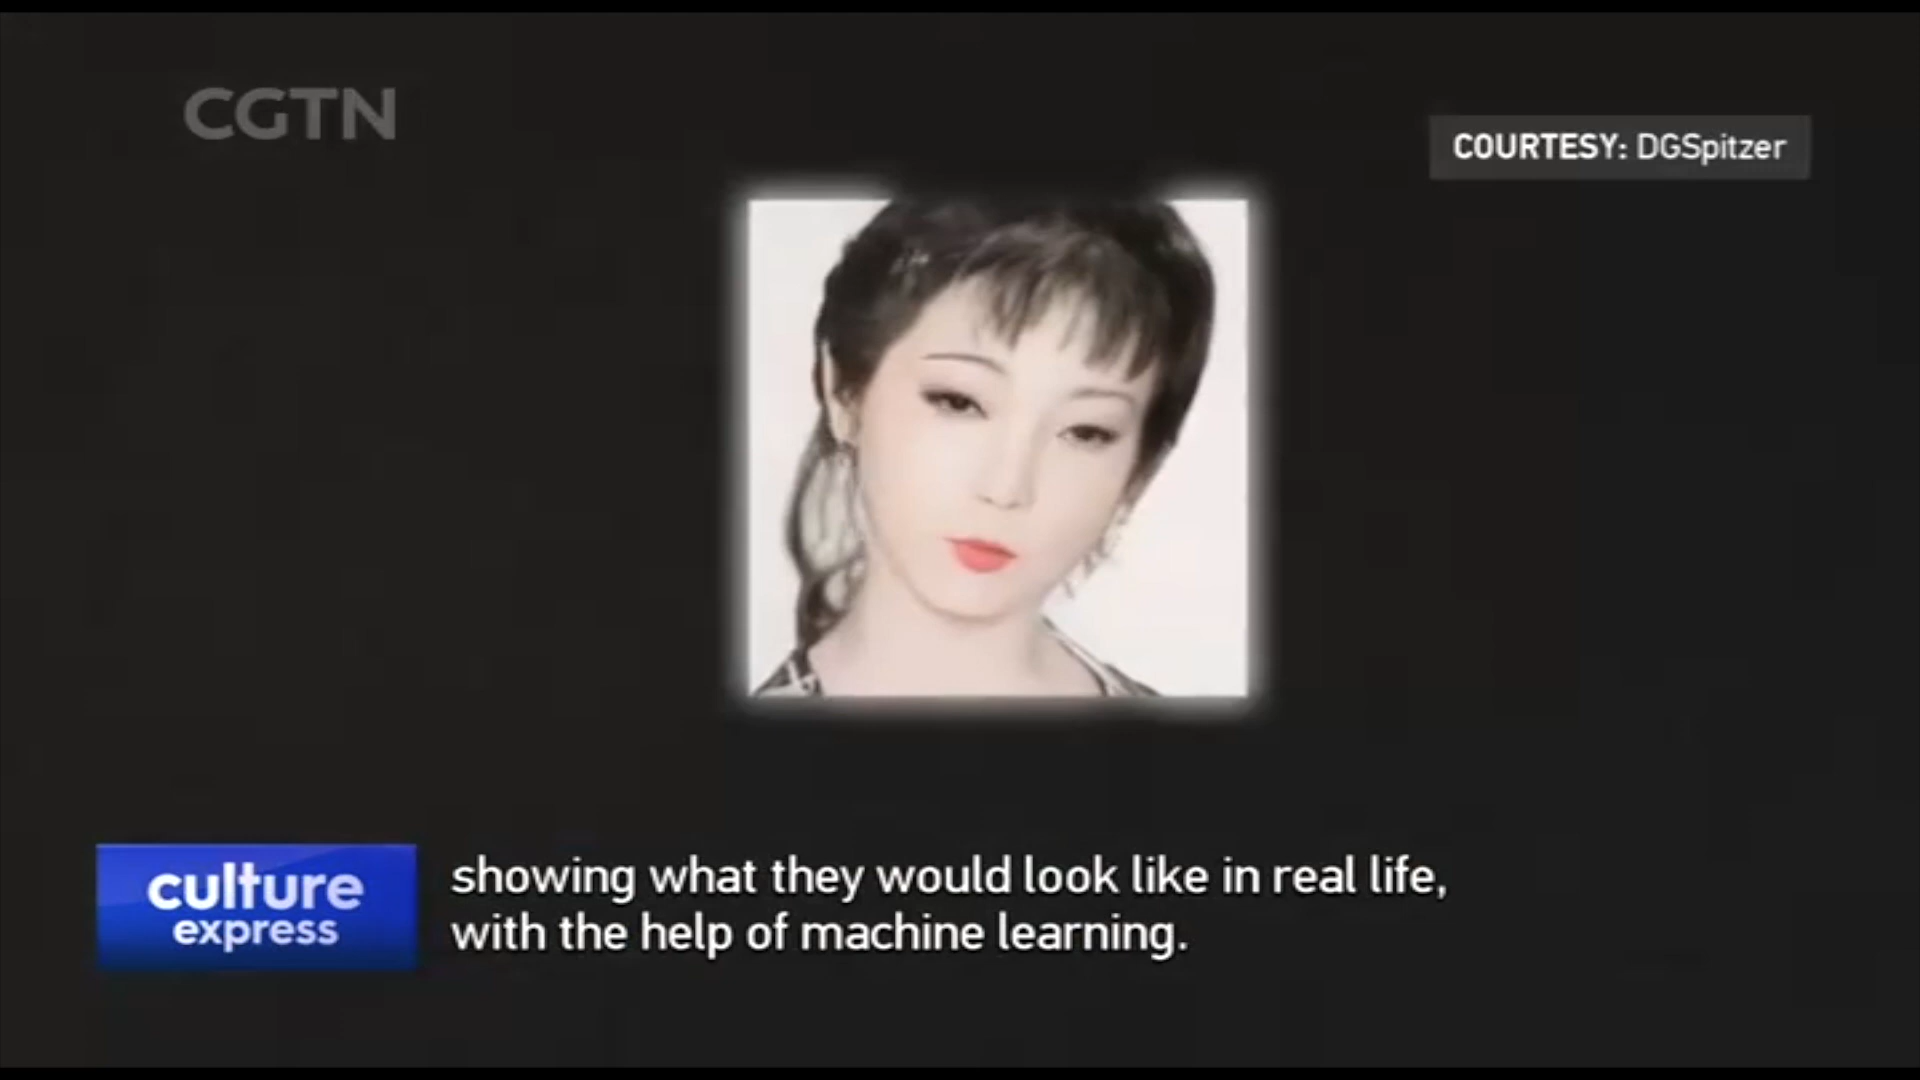 CGTN
COURTESY: DGSpitzer
culture
express
showing what they would look like in real life,
with the help of machine learning.